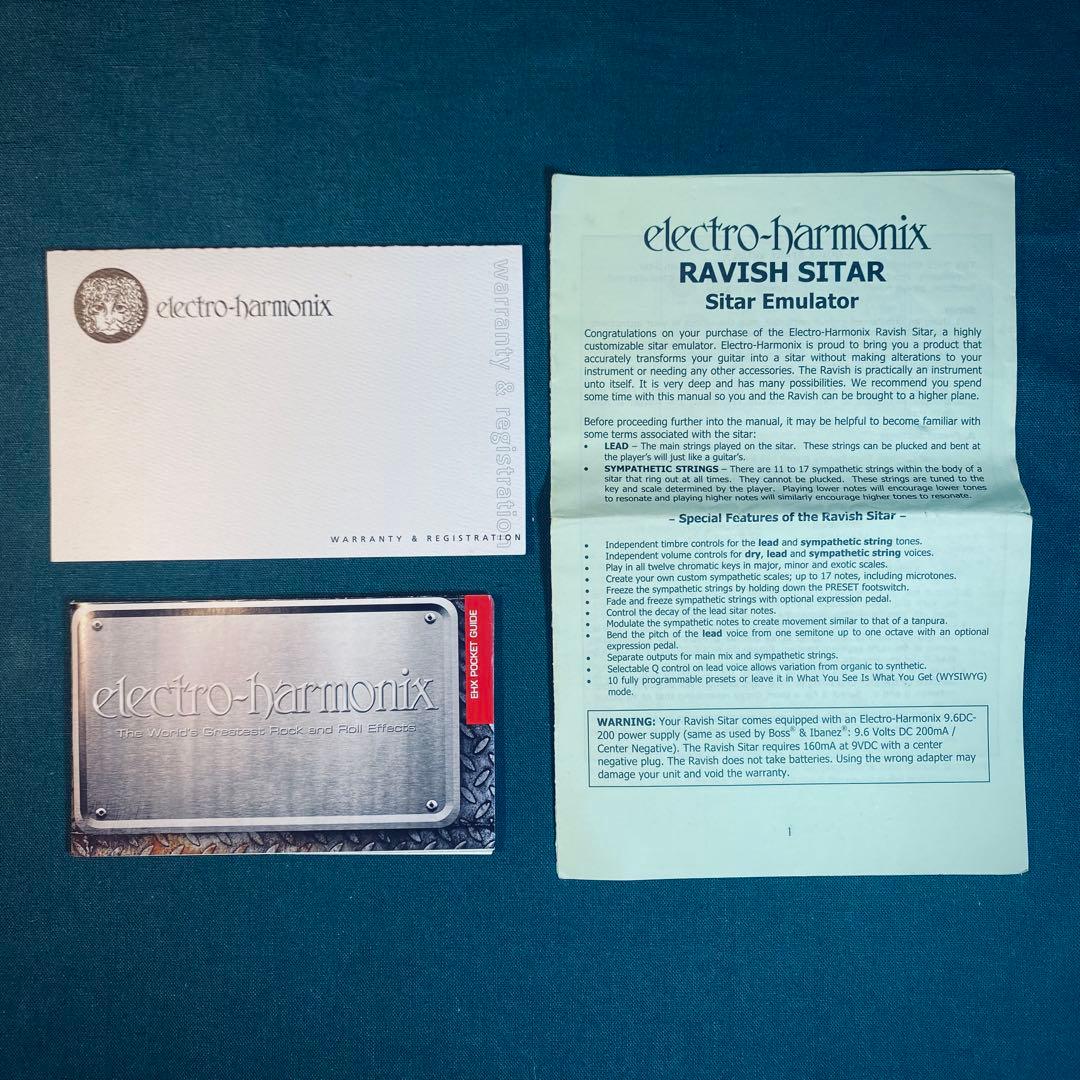 electro-harmonix
warranty & registration
WARRANTY & REGISTRATION
electro-harmonix
The World's Greatest Rock and Roll Effects
EHX POCKET GUIDE
electro-harmonix
RAVISH SITAR
Sitar Emulator
Congratulations on your purchase of the Electro-Harmonix Ravish Sitar, a highly
customizable sitar emulator. Electro-Harmonix is proud to bring you a product that
accurately transforms your guitar into a sitar without making alterations to your
instrument or needing any other accessories. The Ravish is practically an instrument
unto itself. It is very deep and has many possibilities. We recommend you spend
some time with this manual so you and the Ravish can be brought to a higher plane.
Before proceeding further into the manual, it may be helpful to become familiar with
some terms associated with the sitar:
• LEAD – The main strings played on the sitar. These strings can be plucked and bent at
the player's will just like a guitar's.
• SYMPATHETIC STRINGS – There are 11 to 17 sympathetic strings within the body of a
sitar that ring out at all times. They cannot be plucked. These strings are tuned to the
key and scale determined by the player. Playing lower notes will encourage lower tones
to resonate and playing higher notes will similarly encourage higher tones to resonate.
– Special Features of the Ravish Sitar –
• Independent timbre controls for the lead and sympathetic string tones.
• Independent volume controls for dry, lead and sympathetic string voices.
• Play in all twelve chromatic keys in major, minor and exotic scales.
• Create your own custom sympathetic scales; up to 17 notes, including microtones.
• Freeze the sympathetic strings by holding down the PRESET footswitch.
• Fade and freeze sympathetic strings with optional expression pedal.
• Control the decay of the lead sitar notes.
• Modulate the sympathetic notes to create movement similar to that of a tanpura.
• Bend the pitch of the lead voice from one semitone up to one octave with an optional
expression pedal.
• Separate outputs for main mix and sympathetic strings.
• Selectable Q control on lead voice allows variation from organic to synthetic.
• 10 fully programmable presets or leave it in What You See Is What You Get (WYSIWYG)
mode.
WARNING: Your Ravish Sitar comes equipped with an Electro-Harmonix 9.6DC-
200 power supply (same as used by Boss® & Ibanez®: 9.6 Volts DC 200mA /
Center Negative). The Ravish Sitar requires 160mA at 9VDC with a center
negative plug. The Ravish does not take batteries. Using the wrong adapter may
damage your unit and void the warranty.
1